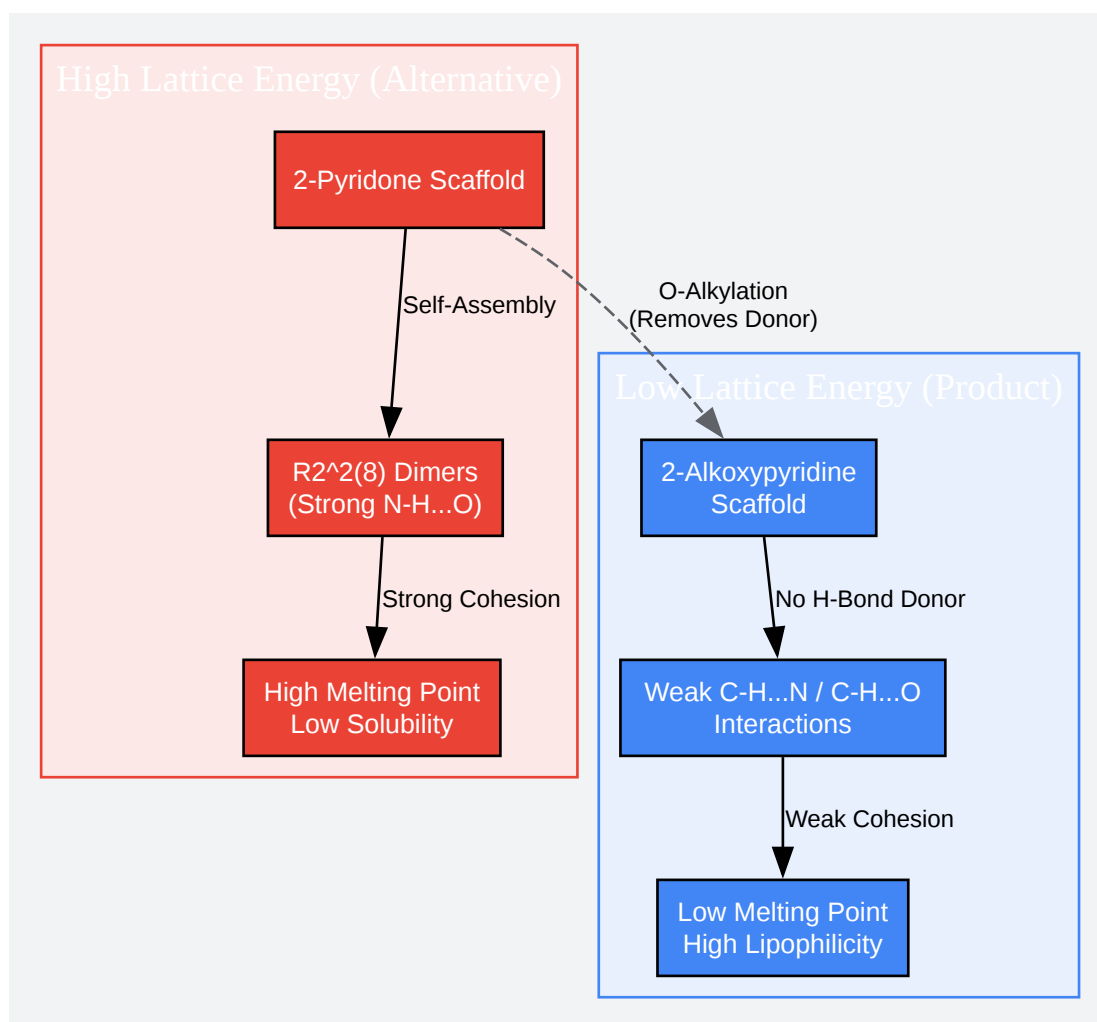 High Lattice Energy (Alternative)
2-Pyridone Scaffold
Self-Assembly
O-Alkylation
(Removes Donor)
R2^2(8) Dimers
(Strong N-H...O)
Strong Cohesion
High Melting Point
Low Solubility
Low Lattice Energy (Product)
2-Alkoxypyridine
Scaffold
No H-Bond Donor
Weak C-H...N / C-H...O
Interactions
Weak Cohesion
Low Melting Point
High Lipophilicity